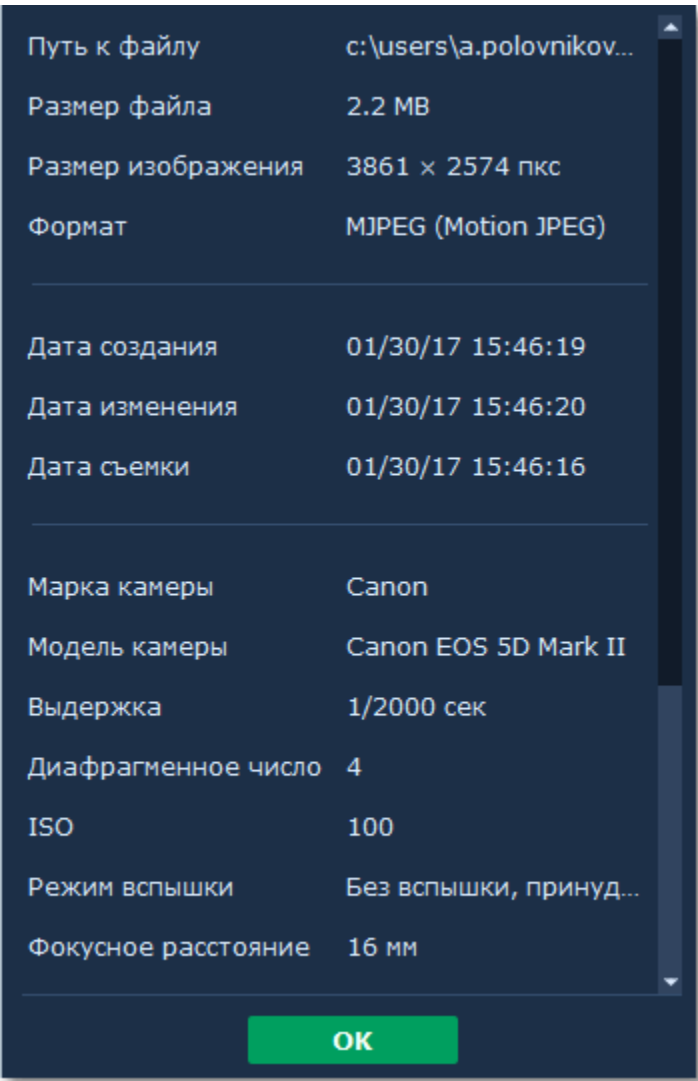 Путь к файлу c:\users\a.polovnikov...
Размер файла 2.2 MB
Размер изображения 3861 × 2574 пкс
Формат MJPEG (Motion JPEG)
Дата создания 01/30/17 15:46:19
Дата изменения 01/30/17 15:46:20
Дата съемки 01/30/17 15:46:16
Марка камеры Canon
Модель камеры Canon EOS 5D Mark II
Выдержка 1/2000 сек
Диафрагменное число 4
ISO 100
Режим вспышки Без вспышки, принуд...
Фокусное расстояние 16 мм
OK